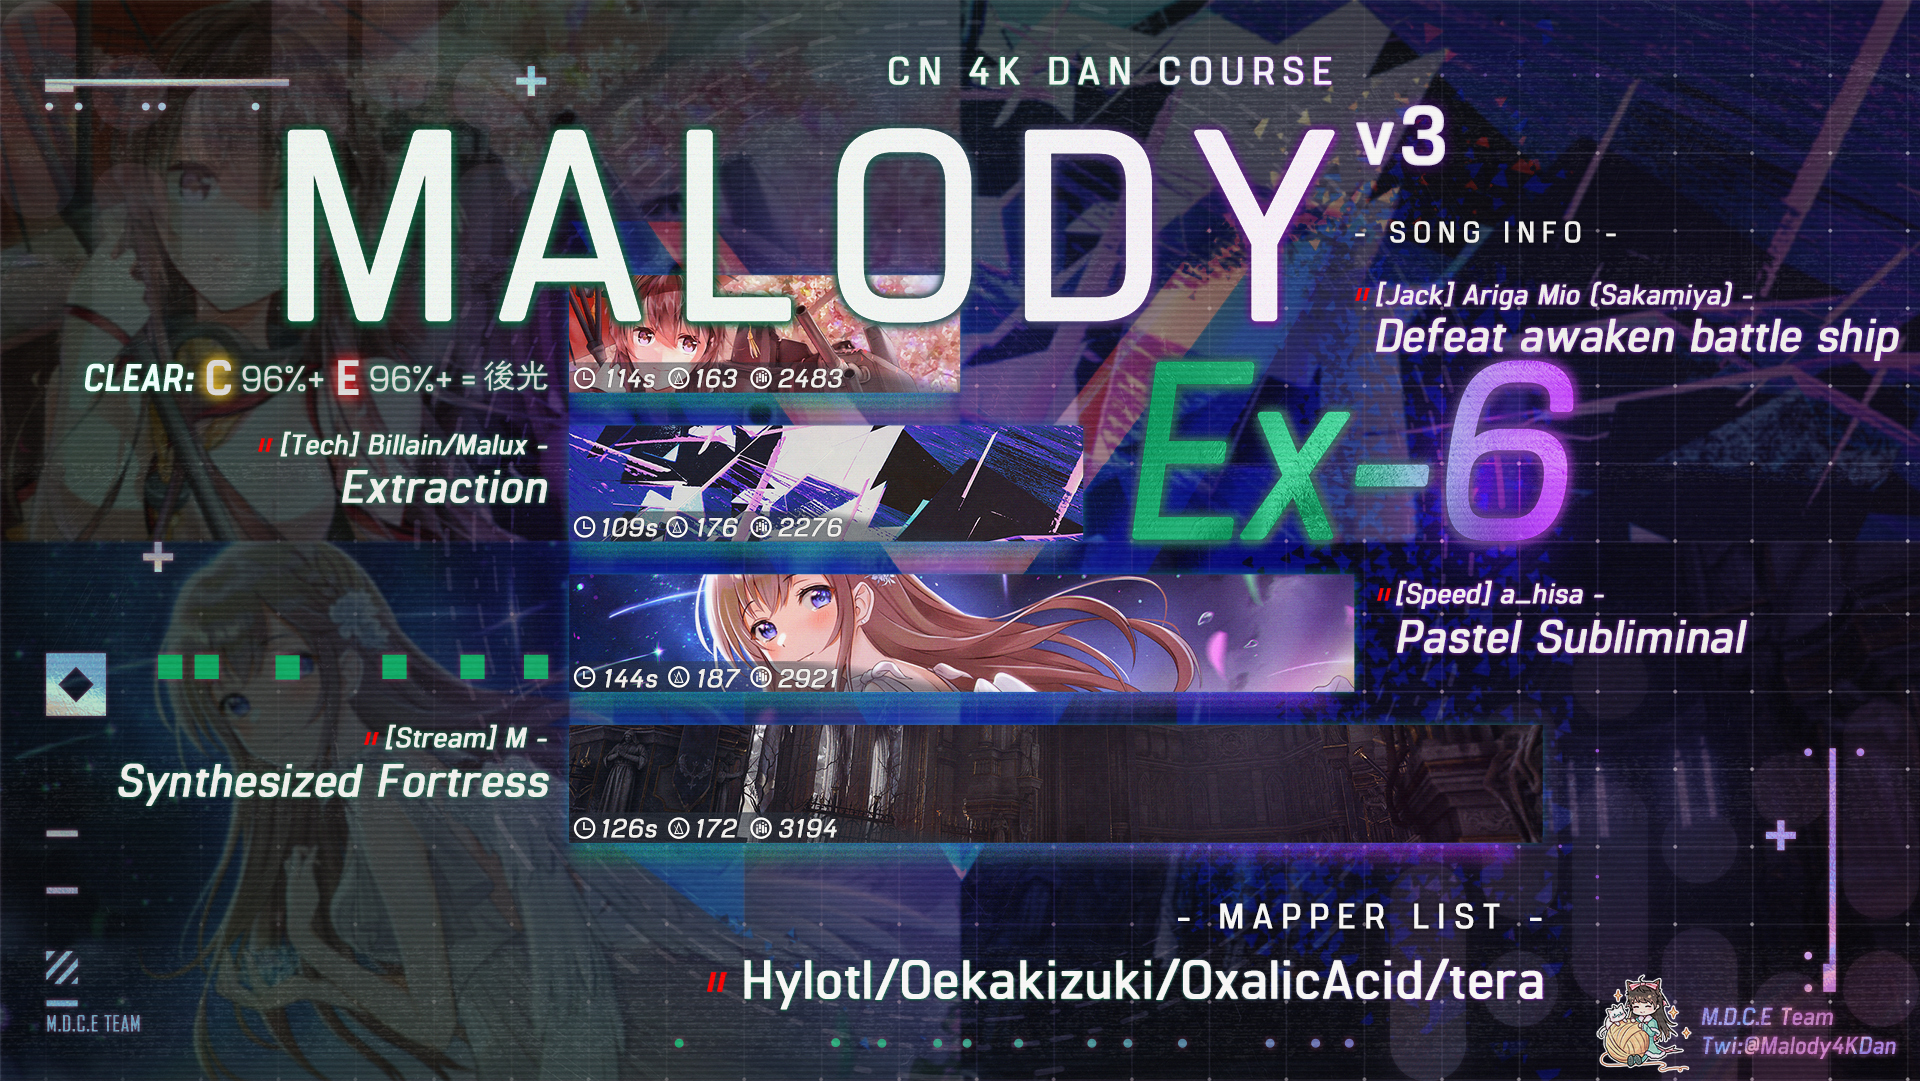 CN 4K DAN COURSE
MALODY v3
- SONG INFO -
[Jack] Ariga Mio (Sakamiya) -
Defeat awaken battle ship
CLEAR: C 96%+ E 96%+ = 後光
114s 163 2483
Ex-6
[Tech] Billain/Malux -
Extraction
109s 176 2276
[Speed] a_hisa -
Pastel Subliminal
144s 187 2921
[Stream] M -
Synthesized Fortress
126s 172 3194
- MAPPER LIST -
Hylotl/Oekakizuki/OxalicAcid/tera
M.D.C.E TEAM
M.D.C.E Team
Twi:@Malody4KDan